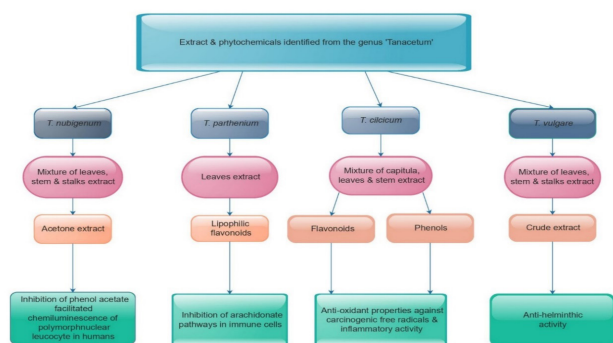 Extract & phytochemicals identified from the genus 'Tanacetum'
T. nubigenum
T. parthenium
T. cilcicum
T. vulgare
Mixture of leaves,
stem & stalks extract
Leaves extract
Mixture of capitula,
leaves & stem extract
Mixture of leaves,
stem & stalks extract
Acetone extract
Lipophilic
flavonoids
Flavonoids
Phenols
Crude extract
Inhibition of phenol acetate
facilitated
chemiluminescence of
polymorphnuclear
leucocyte in humans
Inhibition of arachidonate
pathways in immune cells
Anti-oxidant properties against
carcinogenic free radicals &
inflammatory activity
Anti-helminthic
activity